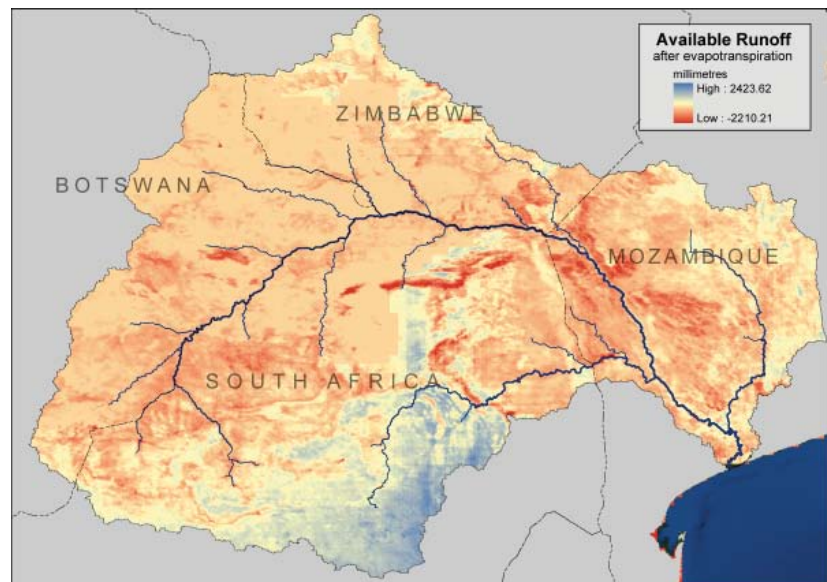 Available Runoff
after evapotranspiration
millimetres
High : 2423.62
Low : -2210.21
ZIMBABWE
BOTSWANA
MOZAMBIQUE
SOUTH AFRICA